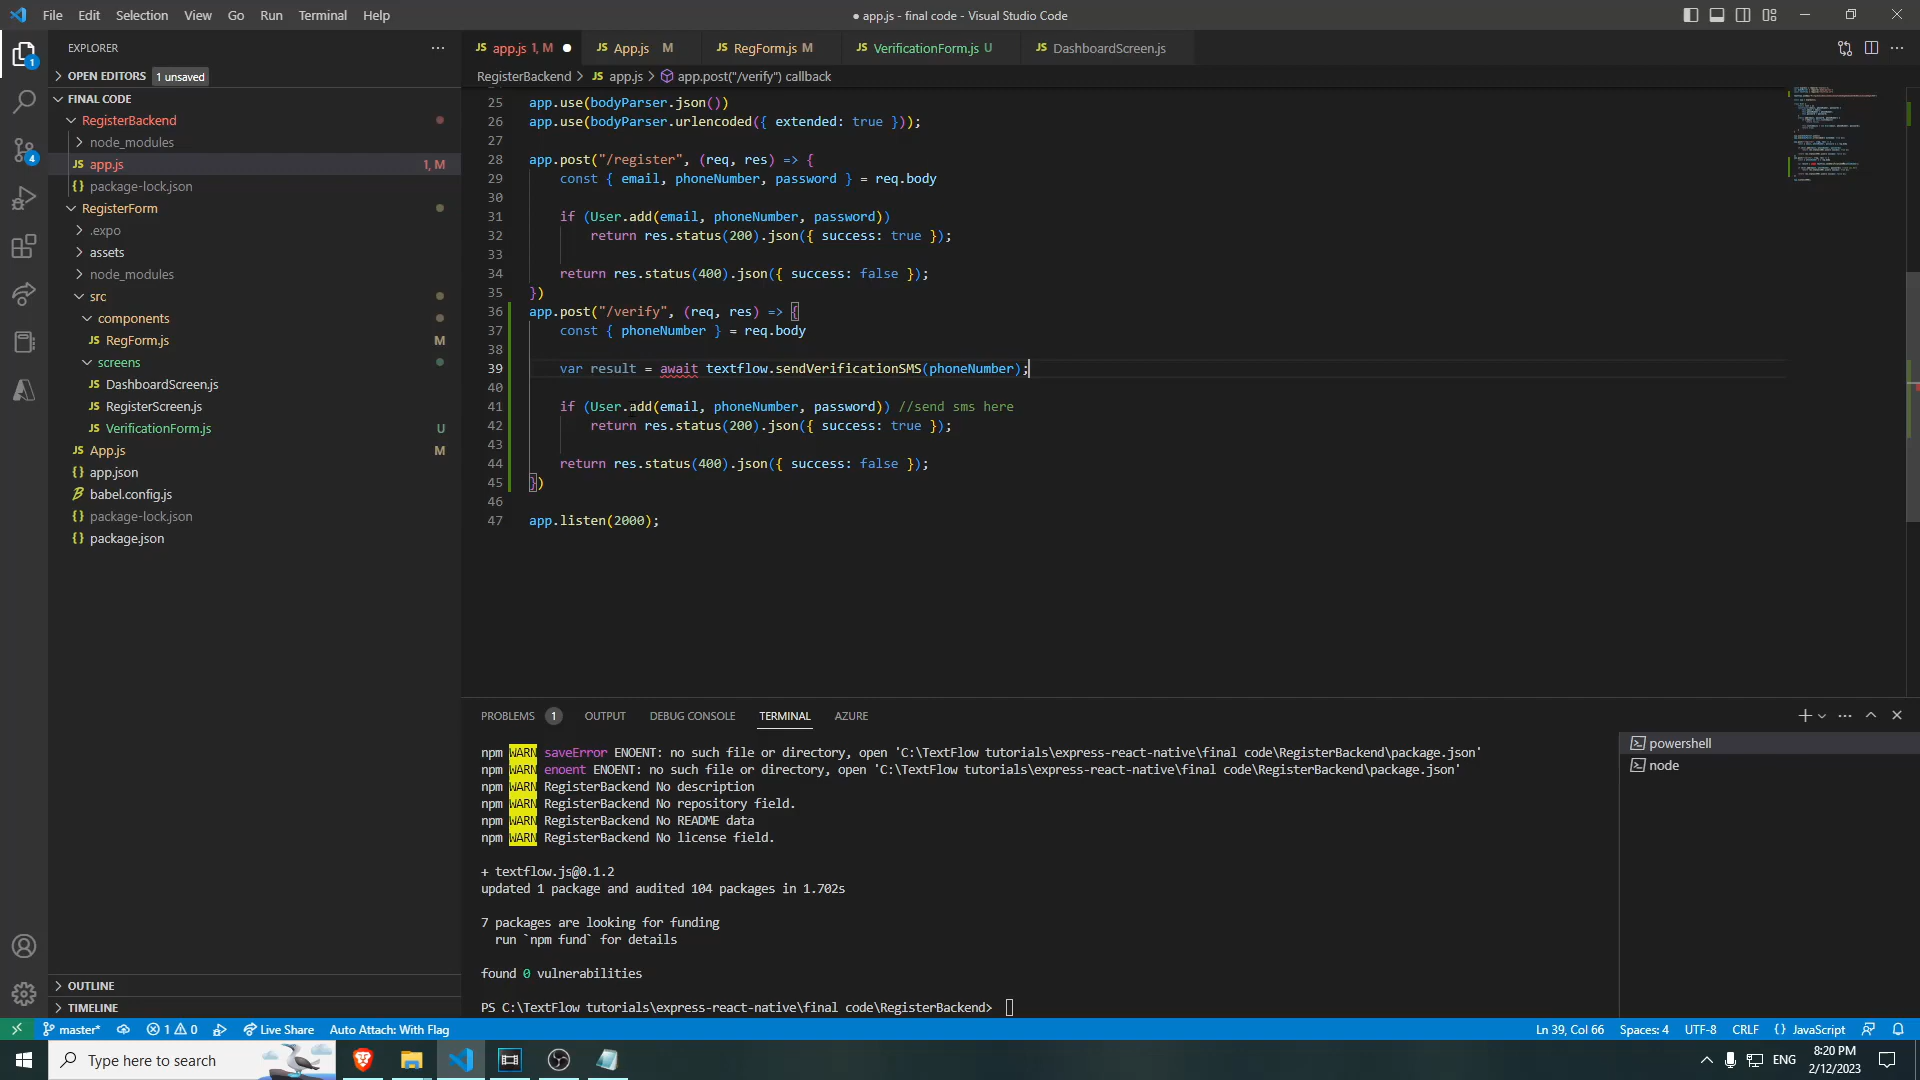 File Edit Selection View Go Run Terminal Help
● app.js - final code - Visual Studio Code
EXPLORER
OPEN EDITORS 1 unsaved
FINAL CODE
RegisterBackend
node_modules
JS app.js 1, M
{} package-lock.json
RegisterForm
.expo
assets
node_modules
src
components
JS RegForm.js M
screens
JS DashboardScreen.js
JS RegisterScreen.js
JS VerificationForm.js U
JS App.js M
{} app.json
babel.config.js
{} package-lock.json
{} package.json
OUTLINE
TIMELINE
JS app.js 1, M ● JS App.js M JS RegForm.js M JS VerificationForm.js U JS DashboardScreen.js
RegisterBackend > JS app.js > app.post("/verify") callback
25 app.use(bodyParser.json())
26 app.use(bodyParser.urlencoded({ extended: true }));
27
28 app.post("/register", (req, res) => {
29 const { email, phoneNumber, password } = req.body
30
31 if (User.add(email, phoneNumber, password))
32 return res.status(200).json({ success: true });
33
34 return res.status(400).json({ success: false });
35 })
36 app.post("/verify", (req, res) => {
37 const { phoneNumber } = req.body
38
39 var result = await textflow.sendVerificationSMS(phoneNumber);
40
41 if (User.add(email, phoneNumber, password)) //send sms here
42 return res.status(200).json({ success: true });
43
44 return res.status(400).json({ success: false });
45 })
46
47 app.listen(2000);
PROBLEMS 1 OUTPUT DEBUG CONSOLE TERMINAL AZURE
npm WARN saveError ENOENT: no such file or directory, open 'C:\TextFlow tutorials\express-react-native\final code\RegisterBackend\package.json'
npm WARN enoent ENOENT: no such file or directory, open 'C:\TextFlow tutorials\express-react-native\final code\RegisterBackend\package.json'
npm WARN RegisterBackend No description
npm WARN RegisterBackend No repository field.
npm WARN RegisterBackend No README data
npm WARN RegisterBackend No license field.
+ textflow.js@0.1.2
updated 1 package and audited 104 packages in 1.702s
7 packages are looking for funding
run `npm fund` for details
found 0 vulnerabilities
PS C:\TextFlow tutorials\express-react-native\final code\RegisterBackend>
powershell
node
master* 1 0 Live Share Auto Attach: With Flag
Ln 39, Col 66 Spaces: 4 UTF-8 CRLF {} JavaScript
Type here to search
ENG 8:20 PM
2/12/2023
1
4